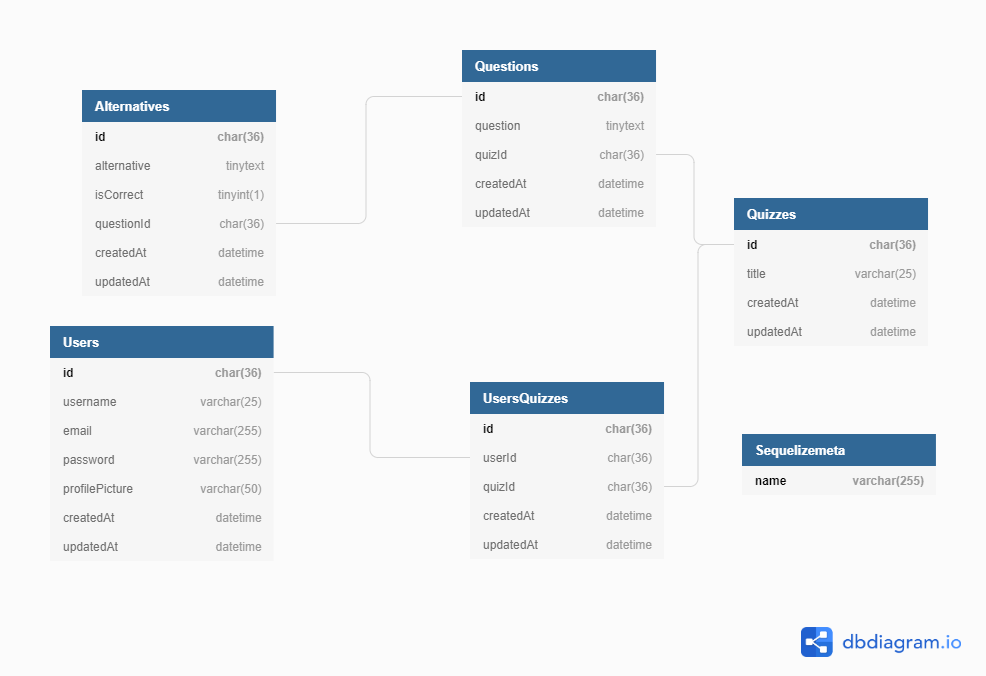 Alternatives
id char(36)
alternative tinytext
isCorrect tinyint(1)
questionId char(36)
createdAt datetime
updatedAt datetime
Questions
id char(36)
question tinytext
quizId char(36)
createdAt datetime
updatedAt datetime
Quizzes
id char(36)
title varchar(25)
createdAt datetime
updatedAt datetime
Users
id char(36)
username varchar(25)
email varchar(255)
password varchar(255)
profilePicture varchar(50)
createdAt datetime
updatedAt datetime
UsersQuizzes
id char(36)
userId char(36)
quizId char(36)
createdAt datetime
updatedAt datetime
Sequelizemeta
name varchar(255)
dbdiagram.io